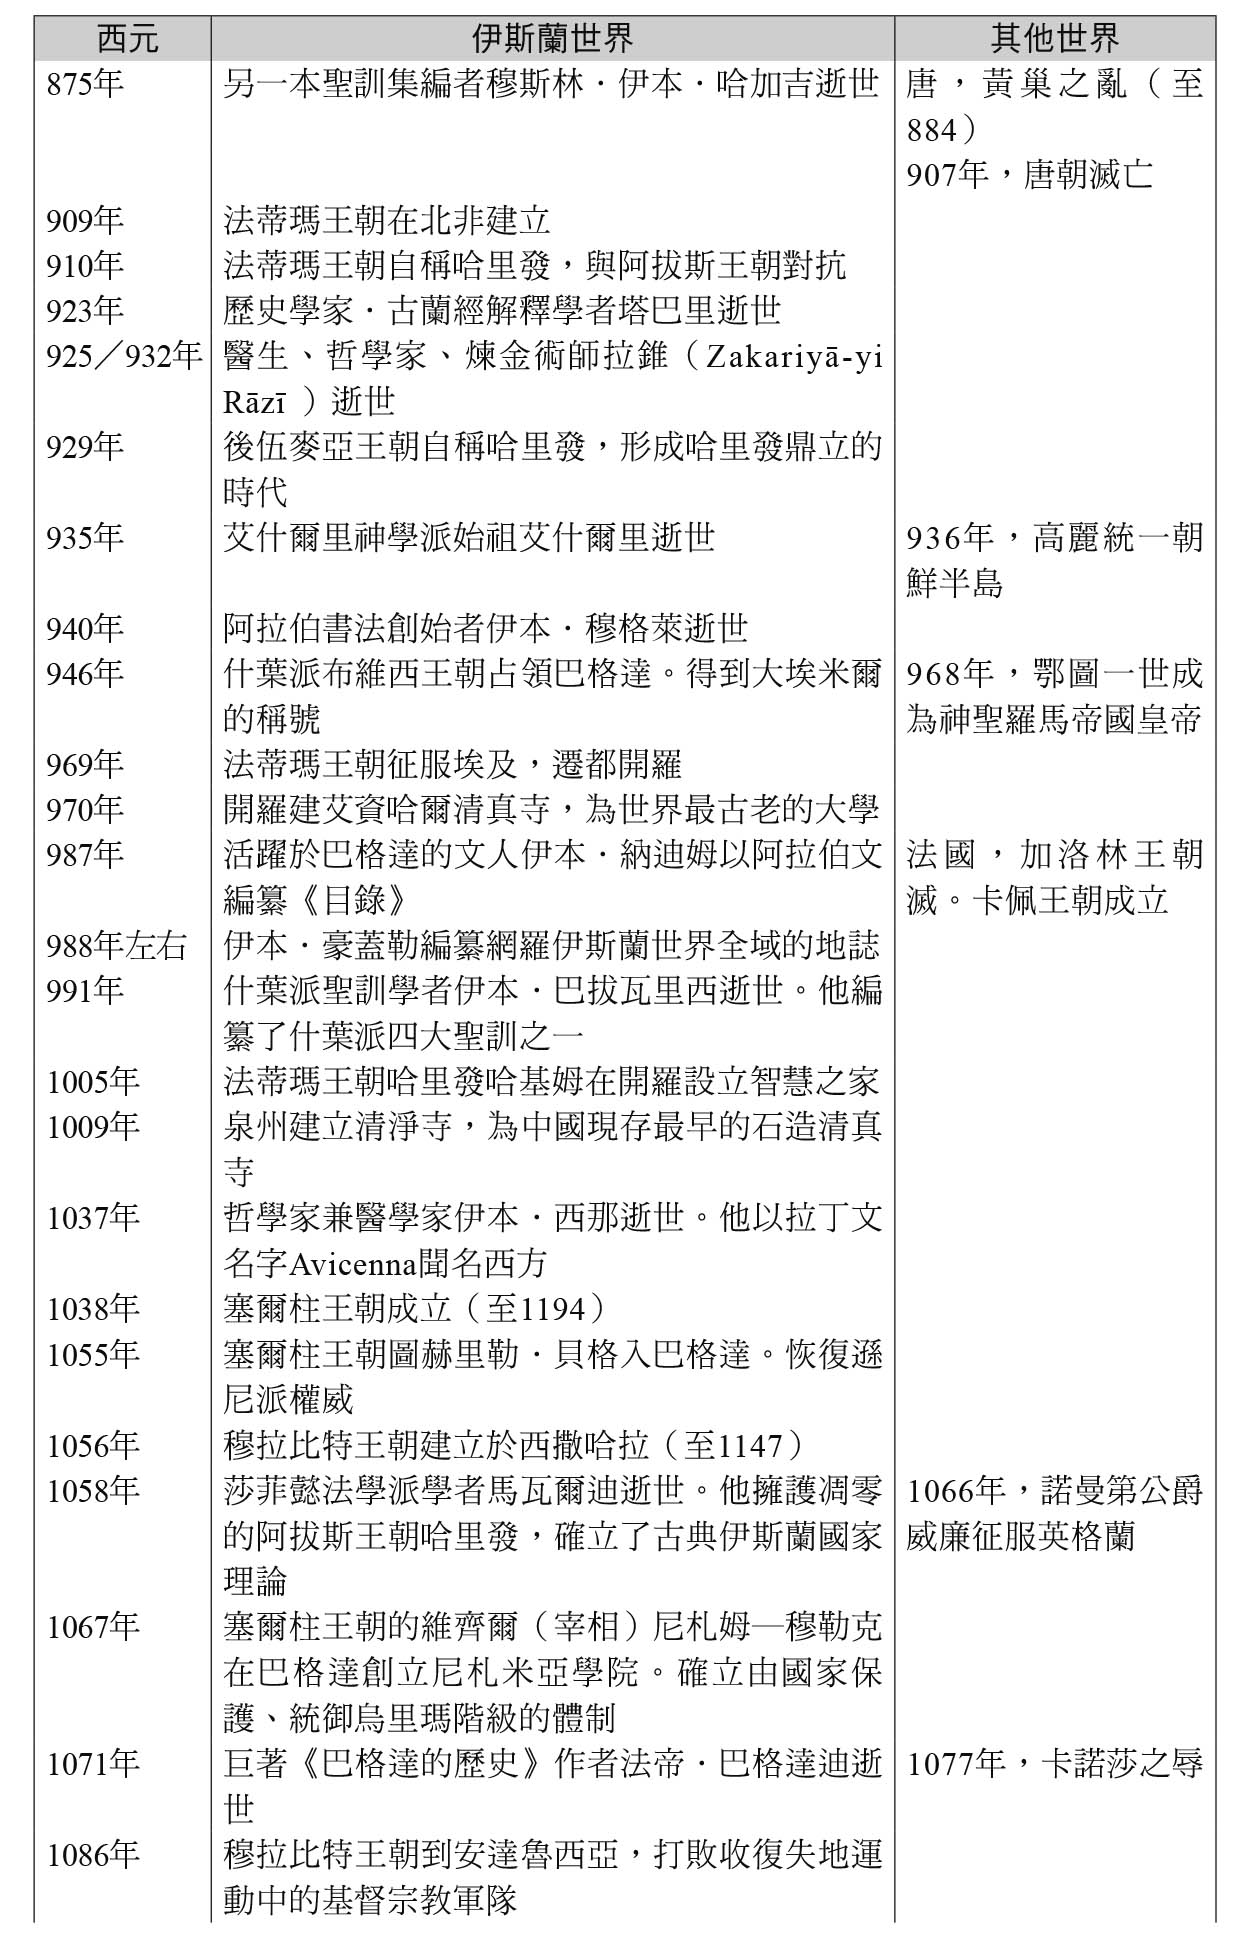 西元 伊斯蘭世界 其他世界
875年 另一本聖訓集編者穆斯林．伊本．哈加吉逝世 唐，黃巢之亂（至
884）
907年，唐朝滅亡
909年 法蒂瑪王朝在北非建立
910年 法蒂瑪王朝自稱哈里發，與阿拔斯王朝對抗
923年 歷史學家．古蘭經解釋學者塔巴里逝世
925／932年 醫生、哲學家、煉金術師拉錐（Zakariyā-yi
Rāzī ）逝世
929年 後伍麥亞王朝自稱哈里發，形成哈里發鼎立的
時代
935年 艾什爾里神學派始祖艾什爾里逝世 936年，高麗統一朝
鮮半島
940年 阿拉伯書法創始者伊本．穆格萊逝世
946年 什葉派布維西王朝占領巴格達。得到大埃米爾 968年，鄂圖一世成
的稱號 為神聖羅馬帝國皇帝
969年 法蒂瑪王朝征服埃及，遷都開羅
970年 開羅建艾資哈爾清真寺，為世界最古老的大學
987年 活躍於巴格達的文人伊本．納迪姆以阿拉伯文 法國，加洛林王朝
編纂《目錄》 滅。卡佩王朝成立
988年左右 伊本．豪蓋勒編纂網羅伊斯蘭世界全域的地誌
991年 什葉派聖訓學者伊本．巴拔瓦里西逝世。他編
纂了什葉派四大聖訓之一
1005年 法蒂瑪王朝哈里發哈基姆在開羅設立智慧之家
1009年 泉州建立清淨寺，為中國現存最早的石造清真
寺
1037年 哲學家兼醫學家伊本．西那逝世。他以拉丁文
名字Avicenna聞名西方
1038年 塞爾柱王朝成立（至1194）
1055年 塞爾柱王朝圖赫里勒．貝格入巴格達。恢復遜
尼派權威
1056年 穆拉比特王朝建立於西撒哈拉（至1147）
1058年 莎菲懿法學派學者馬瓦爾迪逝世。他擁護凋零 1066年，諾曼第公爵
的阿拔斯王朝哈里發，確立了古典伊斯蘭國家 威廉征服英格蘭
理論
1067年 塞爾柱王朝的維齊爾（宰相）尼札姆─穆勒克
在巴格達創立尼札米亞學院。確立由國家保
護、統御烏里瑪階級的體制
1071年 巨著《巴格達的歷史》作者法帝．巴格達迪逝 1077年，卡諾莎之辱
世
1086年 穆拉比特王朝到安達魯西亞，打敗收復失地運
動中的基督宗教軍隊